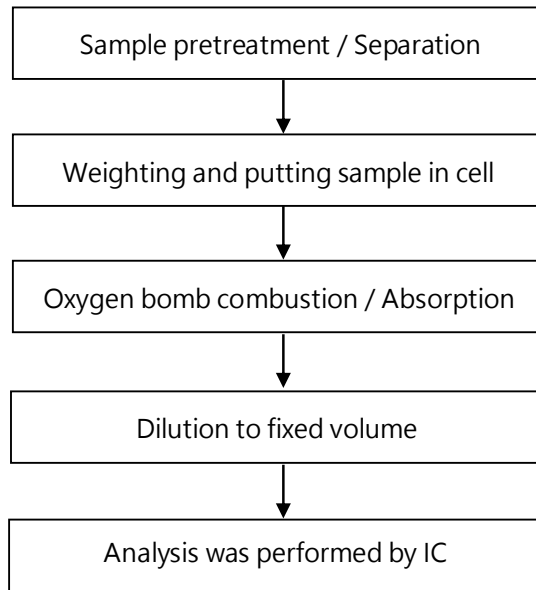 Sample pretreatment / Separation
Weighting and putting sample in cell
Oxygen bomb combustion / Absorption
Dilution to fixed volume
Analysis was performed by IC